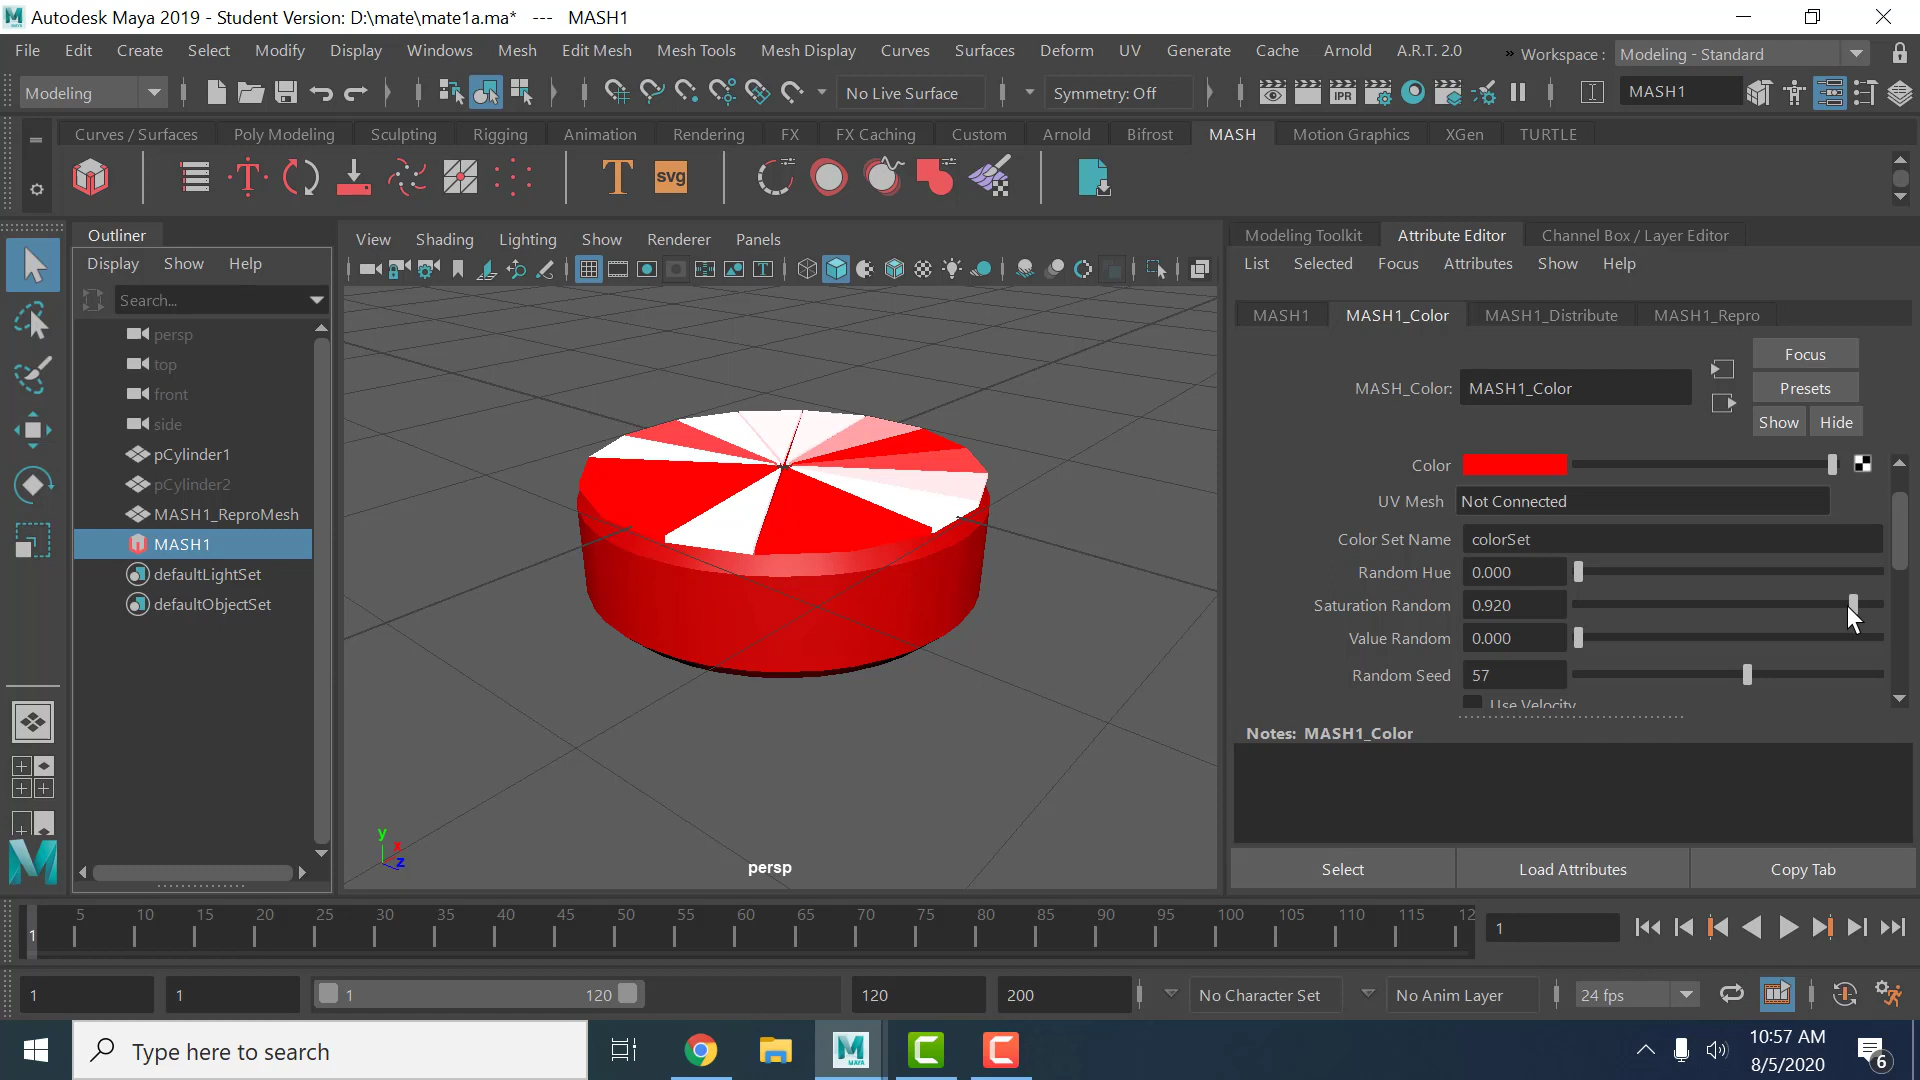 Autodesk Maya 2019 - Student Version: D:\mate\mate1a.ma* --- MASH1
File Edit Create Select Modify Display Windows Mesh Edit Mesh Mesh Tools Mesh Display Curves Surfaces Deform UV Generate Cache Arnold A.R.T. 2.0 » Workspace : Modeling - Standard
Modeling No Live Surface Symmetry: Off IPR MASH1
Curves / Surfaces Poly Modeling Sculpting Rigging Animation Rendering FX FX Caching Custom Arnold Bifrost MASH Motion Graphics XGen TURTLE
T T svg
Outliner
Display Show Help
Search...
persp
top
front
side
pCylinder1
pCylinder2
MASH1_ReproMesh
MASH1
defaultLightSet
defaultObjectSet
View Shading Lighting Show Renderer Panels
y
x
z
persp
Modeling Toolkit Attribute Editor Channel Box / Layer Editor
List Selected Focus Attributes Show Help
MASH1 MASH1_Color MASH1_Distribute MASH1_Repro
Focus
MASH_Color: MASH1_Color Presets
Show Hide
Color
UV Mesh Not Connected
Color Set Name colorSet
Random Hue 0.000
Saturation Random 0.920
Value Random 0.000
Random Seed 57
Use Velocity
Notes: MASH1_Color
Select Load Attributes Copy Tab
M
MAYA
5 10 15 20 25 30 35 40 45 50 55 60 65 70 75 80 85 90 95 100 105 110 115 12
1 1
1 1 1 120 120 200 No Character Set No Anim Layer 24 fps
Type here to search
10:57 AM
8/5/2020
6